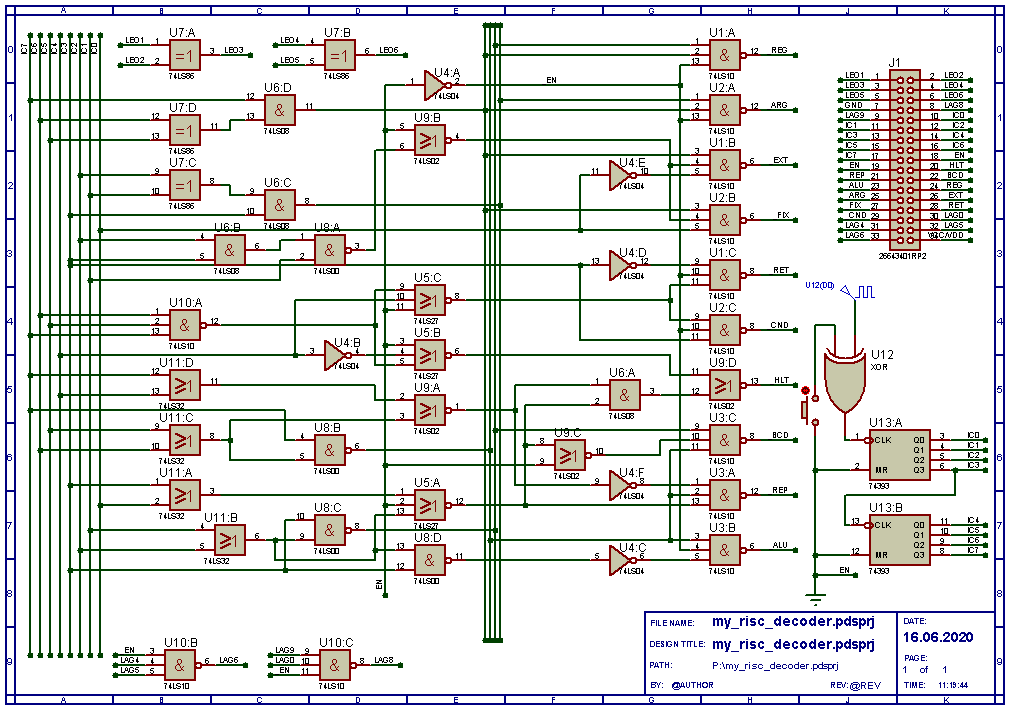 A B C D E F G H J K
IC7 IC6 IC5 IC4 IC3 IC2 IC1 IC0
U7:A
=1
74LS86
LEO1 1
LEO2 2
3 LEO3
U7:B
=1
74LS86
LEO4 4
LEO5 5
6 LEO6
U4:A
1 2
74LS04
EN
U6:D
12 13 & 11
74LS08
U7:D
12 13 =1 11
74LS86
U7:C
9 10 =1 8
74LS86
U6:C
9 10 & 8
74LS08
U9:B
5 6 ≥1 4
74LS02
U6:B
4 5 & 6
74LS08
U8:A
1 2 & 3
74LS00
U10:A
1 2 13 & 12
74LS10
U4:B
3 4
74LS04
U5:C
9 10 11 ≥1 8
74LS27
U5:B
3 4 5 ≥1 6
74LS27
U11:D
12 13 ≥1 11
74LS32
U9:A
2 3 ≥1 1
74LS02
U11:C
9 10 ≥1 8
74LS32
U8:B
4 5 & 6
74LS00
U11:A
1 2 ≥1 3
74LS32
U11:B
4 5 ≥1 6
74LS32
U8:C
10 9 & 8
74LS00
U5:A
1 2 13 ≥1 12
74LS27
U8:D
13 12 & 11
74LS00
EN
U4:E
11 10
74LS04
U4:D
13 12
74LS04
U6:A
1 2 & 3
74LS08
U9:C
8 9 ≥1 10
74LS02
U4:F
9 8
74LS04
U4:C
5 6
74LS04
U1:A
1 2 13 & 12 REG
74LS10
U2:A
1 2 13 & 12 ARG
74LS10
U1:B
3 4 5 & 6 EXT
74LS10
U2:B
3 4 5 & 6 FIX
74LS10
U1:C
9 10 11 & 8 RET
74LS10
U2:C
9 10 11 & 8 CND
74LS10
U9:D
11 12 ≥1 13 HLT
74LS02
U3:C
9 10 11 & 8 BCD
74LS10
U3:A
1 2 13 & 12 REP
74LS10
U3:B
3 4 5 & 6 ALU
74LS10
J1
LEO1 1 2 LEO2
LEO3 3 4 LEO4
LEO5 5 6 LEO6
GND 7 8 LAG8
LAG9 9 10 IC0
IC1 11 12 IC2
IC3 13 14 IC4
IC5 15 16 IC6
IC7 17 18 EN
EN 19 20 HLT
REP 21 22 BCD
ALU 23 24 REG
ARG 25 26 EXT
FIX 27 28 RET
CND 29 30 LAG0
LAG4 31 32 LAG5
LAG6 33 34 VCC/VDD
26643401RP2
U12(D0)
U12
XOR
U13:A
1 CLK Q0 3 IC0
Q1 4 IC1
Q2 5 IC2
2 MR Q3 6 IC3
74393
U13:B
13 CLK Q0 11 IC4
Q1 10 IC5
Q2 9 IC6
12 MR Q3 8 IC7
74393
EN
U10:B
EN 3
LAG4 4 & 6 LAG6
LAG5 5
74LS10
U10:C
LAG9 9
LAG0 10 & 8 LAG8
EN 11
74LS10
FILE NAME: my_risc_decoder.pdsprj
DESIGN TITLE: my_risc_decoder.pdsprj
PATH: P:\my_risc_decoder.pdsprj
BY: @AUTHOR REV: @REV
DATE:
16.06.2020
PAGE:
1 of 1
TIME: 11:19:44
0 1 2 3 4 5 6 7 8 9
0 1 2 3 4 5 6 7 8 9
A B C D E F G H J K